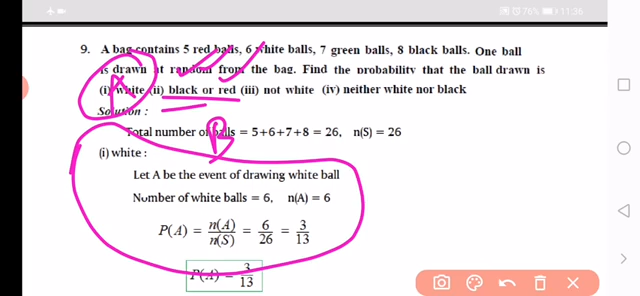 76% 11:36
9. A bag contains 5 red balls, 6 white balls, 7 green balls, 8 black balls. One ball
is drawn at random from the bag. Find the probability that the ball drawn is
A
(i) white (ii) black or red (iii) not white (iv) neither white nor black
Solution :
B
Total number of balls = 5+6+7+8 = 26, n(S) = 26
(i) white :
Let A be the event of drawing white ball
Number of white balls = 6, n(A) = 6
P(A) = n(A)/n(S) = 6/26 = 3/13
P(A) = 3/13